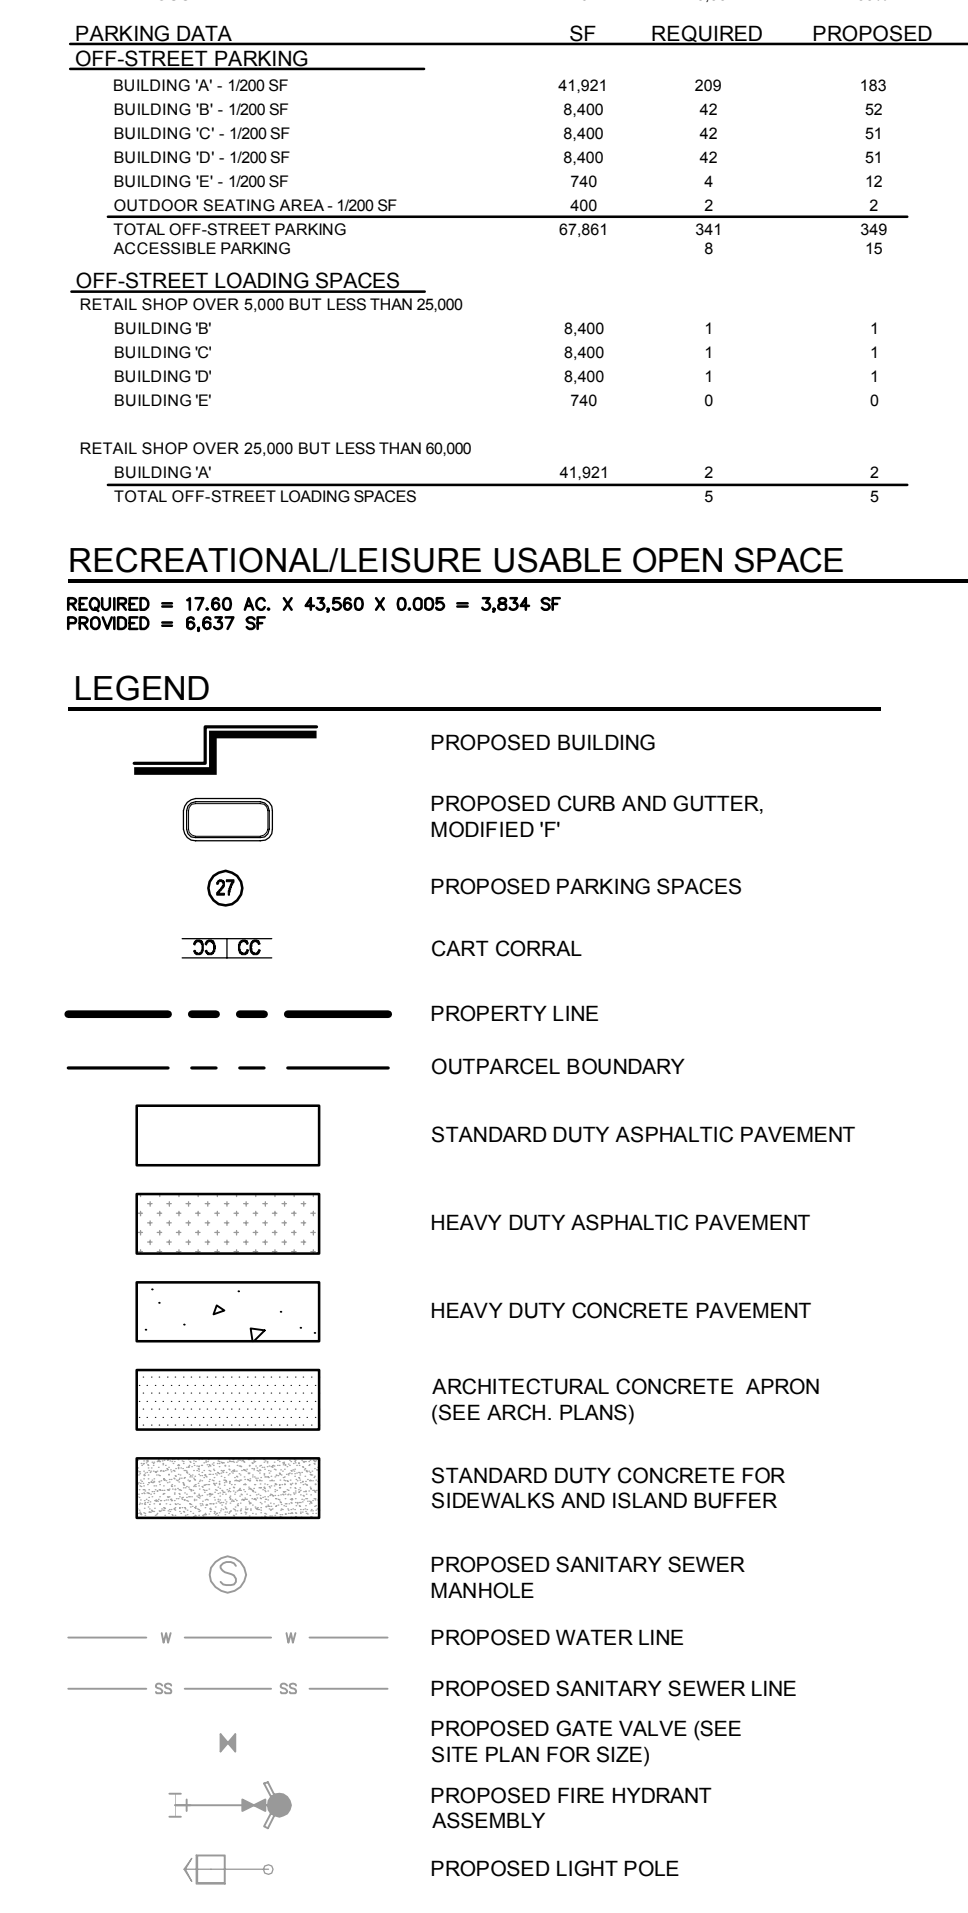 PARKING DATA SF REQUIRED PROPOSED
OFF-STREET PARKING
BUILDING 'A' - 1/200 SF 41,921 209 183
BUILDING 'B' - 1/200 SF 8,400 42 52
BUILDING 'C' - 1/200 SF 8,400 42 51
BUILDING 'D' - 1/200 SF 8,400 42 51
BUILDING 'E' - 1/200 SF 740 4 12
OUTDOOR SEATING AREA - 1/200 SF 400 2 2
TOTAL OFF-STREET PARKING 67,861 341 349
ACCESSIBLE PARKING 8 15
OFF-STREET LOADING SPACES
RETAIL SHOP OVER 5,000 BUT LESS THAN 25,000
BUILDING 'B' 8,400 1 1
BUILDING 'C' 8,400 1 1
BUILDING 'D' 8,400 1 1
BUILDING 'E' 740 0 0
RETAIL SHOP OVER 25,000 BUT LESS THAN 60,000
BUILDING 'A' 41,921 2 2
TOTAL OFF-STREET LOADING SPACES 5 5
RECREATIONAL/LEISURE USABLE OPEN SPACE
REQUIRED = 17.60 AC. X 43,560 X 0.005 = 3,834 SF
PROVIDED = 6,637 SF
LEGEND
PROPOSED BUILDING
PROPOSED CURB AND GUTTER,
MODIFIED 'F'
27 PROPOSED PARKING SPACES
CC CC CART CORRAL
PROPERTY LINE
OUTPARCEL BOUNDARY
STANDARD DUTY ASPHALTIC PAVEMENT
HEAVY DUTY ASPHALTIC PAVEMENT
HEAVY DUTY CONCRETE PAVEMENT
ARCHITECTURAL CONCRETE APRON
(SEE ARCH. PLANS)
STANDARD DUTY CONCRETE FOR
SIDEWALKS AND ISLAND BUFFER
S PROPOSED SANITARY SEWER
MANHOLE
W W PROPOSED WATER LINE
SS SS PROPOSED SANITARY SEWER LINE
PROPOSED GATE VALVE (SEE
SITE PLAN FOR SIZE)
PROPOSED FIRE HYDRANT
ASSEMBLY
PROPOSED LIGHT POLE